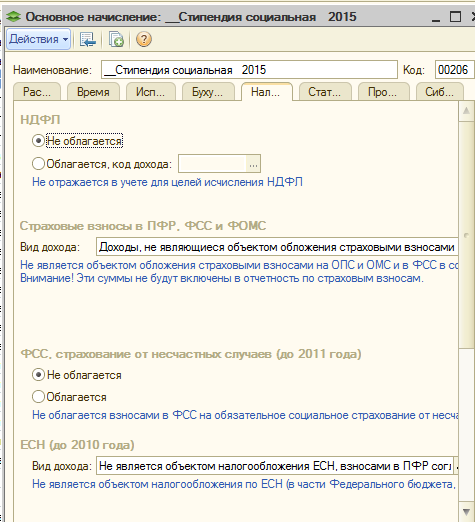 Основное начисление: __Стипендия социальная 2015
Действия
Наименование: __Стипендия социальная 2015 Код: 00206
Рас... Время Исп... Буху... Нал... Стат... Про... Сиб...
НДФЛ
Не облагается
Облагается, код дохода: ...
Не отражается в учете для целей исчисления НДФЛ
Страховые взносы в ПФР, ФСС и ФОМС
Вид дохода: Доходы, не являющиеся объектом обложения страховыми взносами
Не является объектом обложения страховыми взносами на ОПС и ОМС и в ФСС в со
Внимание! Эти суммы не будут включены в отчетность по страховым взносам.
ФСС, страхование от несчастных случаев (до 2011 года)
Не облагается
Облагается
Не облагается взносами в ФСС на обязательное социальное страхование от несча
ЕСН (до 2010 года)
Вид дохода: Не является объектом налогообложения ЕСН, взносами в ПФР сог
Не является объектом налогообложения по ЕСН (в части Федерального бюджета,